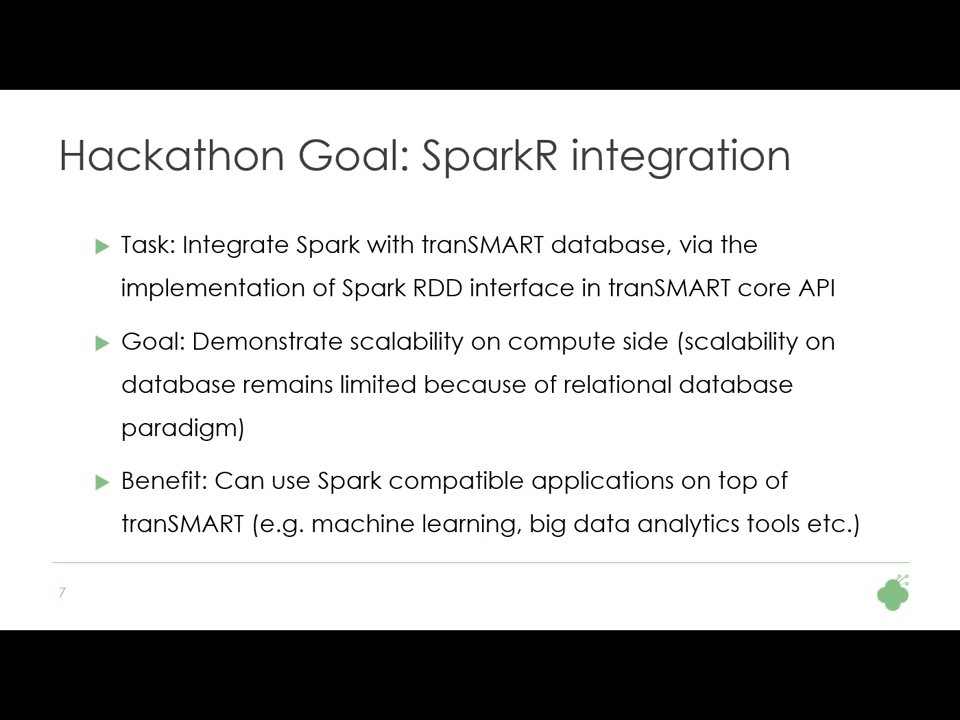 Hackathon Goal: SparkR integration
Task: Integrate Spark with tranSMART database, via the
implementation of Spark RDD interface in tranSMART core API
Goal: Demonstrate scalability on compute side (scalability on
database remains limited because of relational database
paradigm)
Benefit: Can use Spark compatible applications on top of
tranSMART (e.g. machine learning, big data analytics tools etc.)
7